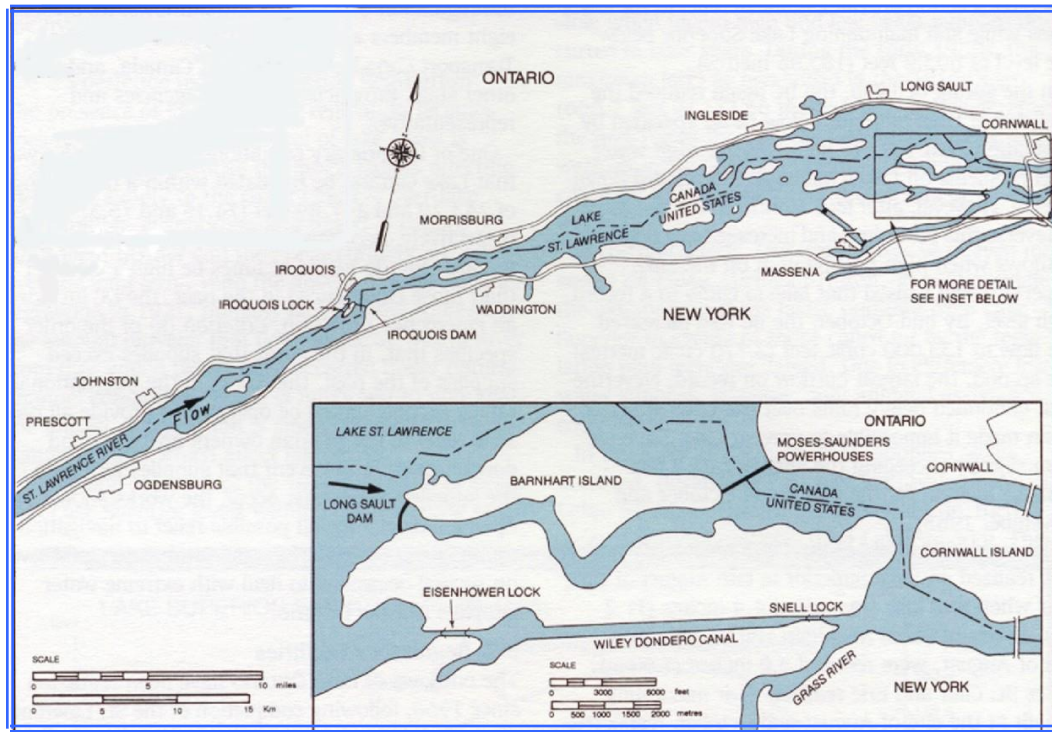 ONTARIO
LONG SAULT
INGLESIDE
CORNWALL
CANADA
UNITED STATES
LAKE
ST. LAWRENCE
MORRISBURG
MASSENA
FOR MORE DETAIL
SEE INSET BELOW
IROQUOIS
IROQUOIS LOCK
WADDINGTON
NEW YORK
IROQUOIS DAM
JOHNSTON
Flow
PRESCOTT
ST. LAWRENCE RIVER
OGDENSBURG
LAKE ST. LAWRENCE
ONTARIO
MOSES-SAUNDERS
POWERHOUSES
CORNWALL
BARNHART ISLAND
LONG SAULT
DAM
CANADA
UNITED STATES
CORNWALL ISLAND
EISENHOWER LOCK
SNELL LOCK
WILEY DONDERO CANAL
GRASS RIVER
NEW YORK
SCALE
0 5 10 miles
0 5 10 15 Km
SCALE
0 3000 6000 feet
0 500 1000 1500 2000 metres